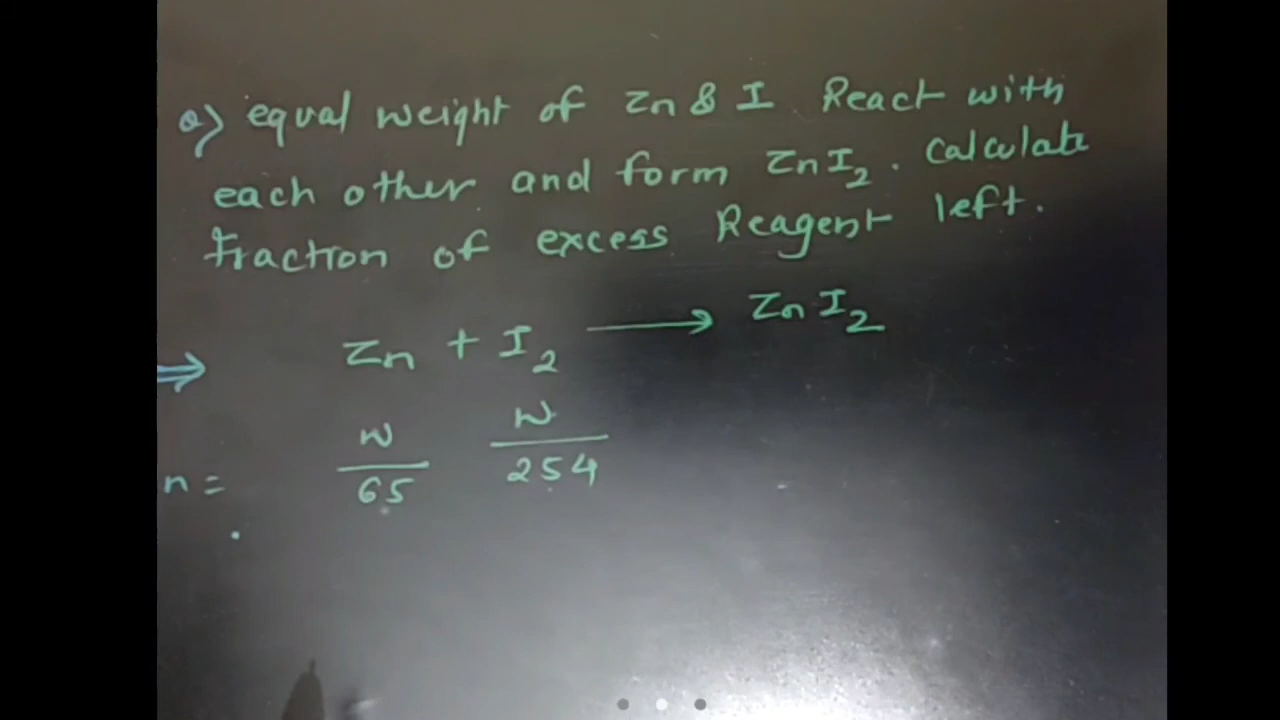 Q) equal weight of Zn & I React with
each other and form ZnI₂. Calculate
fraction of excess Reagent left.
⇒ Zn + I₂ → ZnI₂
n = W/65 W/254